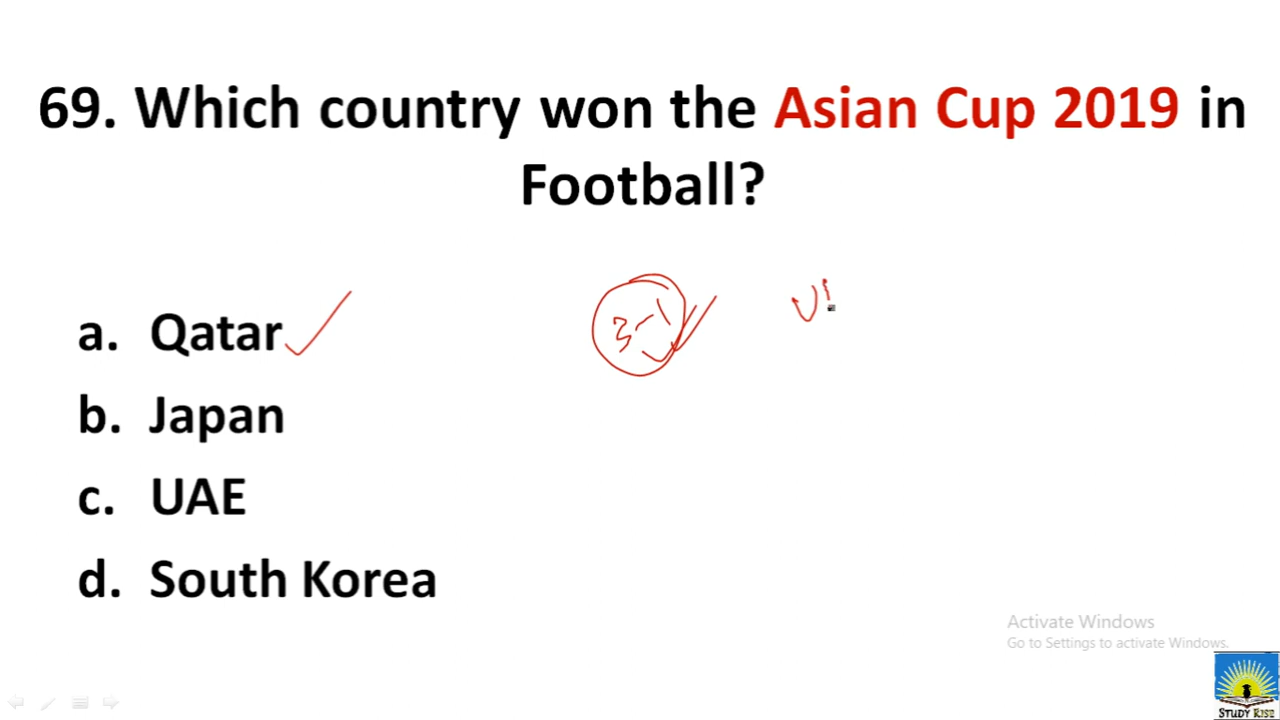 69. Which country won the Asian Cup 2019 in
Football?
a. Qatar
3-1
b. Japan
c. UAE
d. South Korea
Activate Windows
Go to Settings to activate Windows.
STUDY RISE